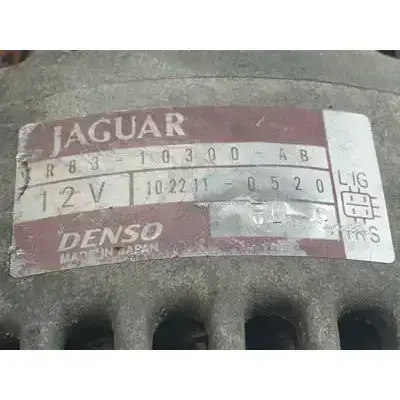 JAGUAR
R83-10300-AB
12V 102211-0520
DENSO
MADE IN JAPAN
L IG
S